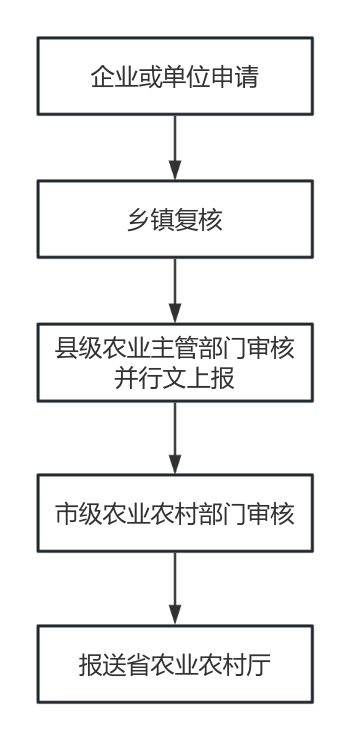 企业或单位申请
乡镇复核
县级农业主管部门审核
并行文上报
市级农业农村部门审核
报送省农业农村厅